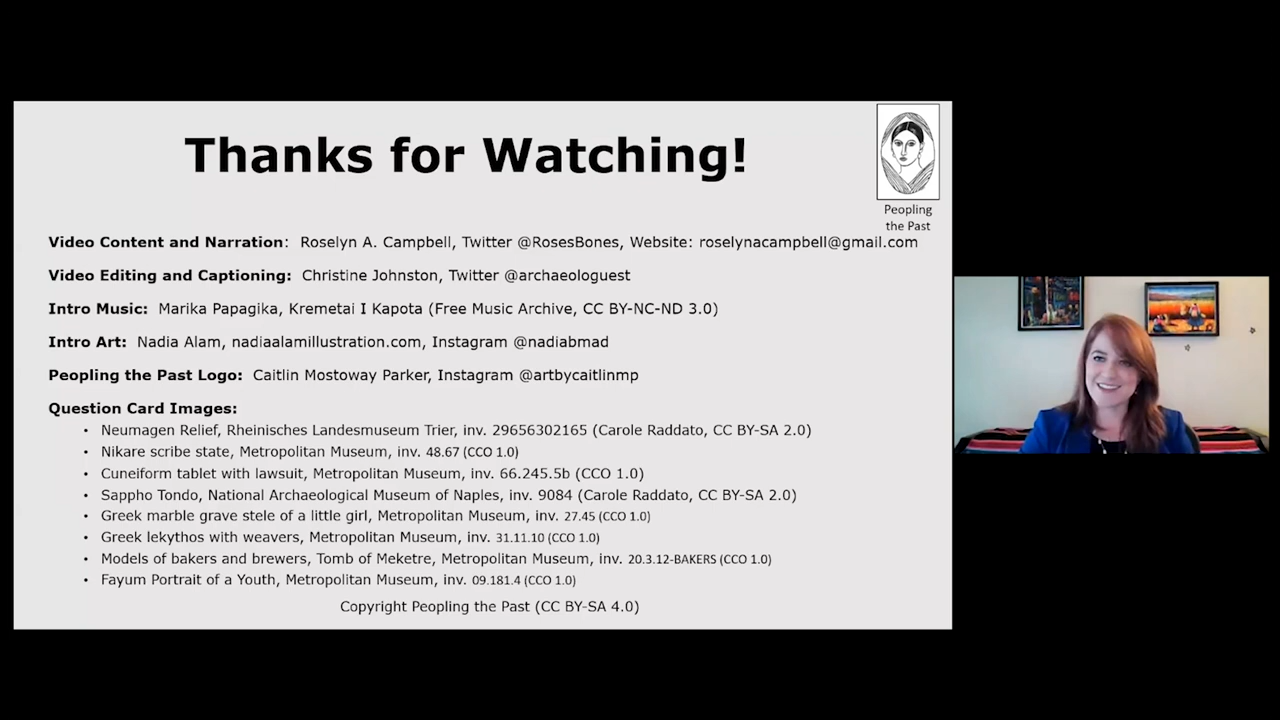 Thanks for Watching!
Peopling
the Past
Video Content and Narration: Roselyn A. Campbell, Twitter @RosesBones, Website: roselynacampbell@gmail.com
Video Editing and Captioning: Christine Johnston, Twitter @archaeologuest
Intro Music: Marika Papagika, Kremetai I Kapota (Free Music Archive, CC BY-NC-ND 3.0)
Intro Art: Nadia Alam, nadiaalamillustration.com, Instagram @nadiabmad
Peopling the Past Logo: Caitlin Mostoway Parker, Instagram @artbycaitlinmp
Question Card Images:
• Neumagen Relief, Rheinisches Landesmuseum Trier, inv. 29656302165 (Carole Raddato, CC BY-SA 2.0)
• Nikare scribe state, Metropolitan Museum, inv. 48.67 (CCO 1.0)
• Cuneiform tablet with lawsuit, Metropolitan Museum, inv. 66.245.5b (CCO 1.0)
• Sappho Tondo, National Archaeological Museum of Naples, inv. 9084 (Carole Raddato, CC BY-SA 2.0)
• Greek marble grave stele of a little girl, Metropolitan Museum, inv. 27.45 (CCO 1.0)
• Greek lekythos with weavers, Metropolitan Museum, inv. 31.11.10 (CCO 1.0)
• Models of bakers and brewers, Tomb of Meketre, Metropolitan Museum, inv. 20.3.12-BAKERS (CCO 1.0)
• Fayum Portrait of a Youth, Metropolitan Museum, inv. 09.181.4 (CCO 1.0)
Copyright Peopling the Past (CC BY-SA 4.0)